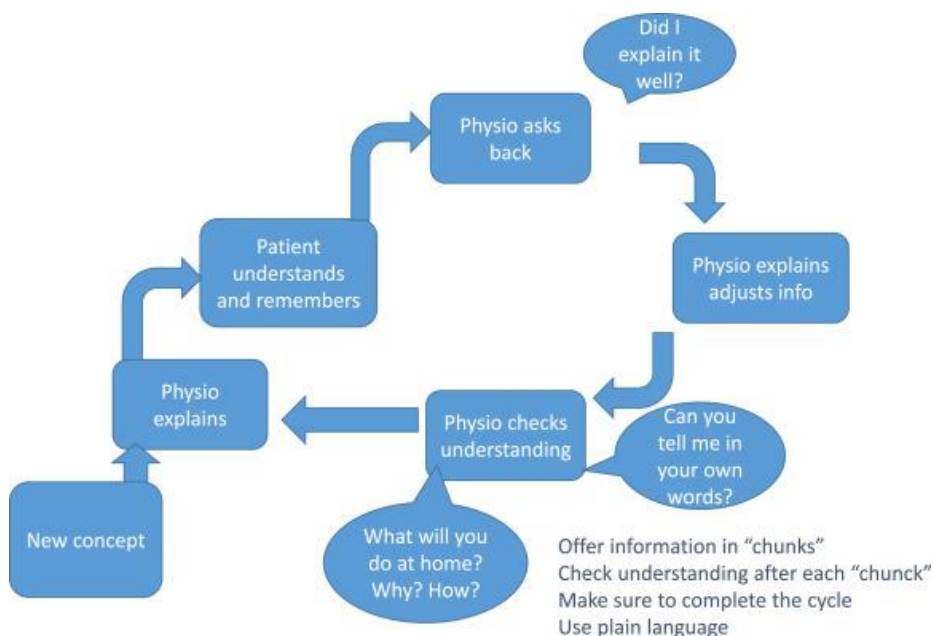 Did I
explain it
well?
Physio asks
back
Patient
understands
and remembers
Physio explains
adjusts info
Physio
explains
Physio checks
understanding
Can you
tell me in
your own
words?
New concept
What will you
do at home?
Why? How?
Offer information in “chunks”
Check understanding after each “chunck”
Make sure to complete the cycle
Use plain language